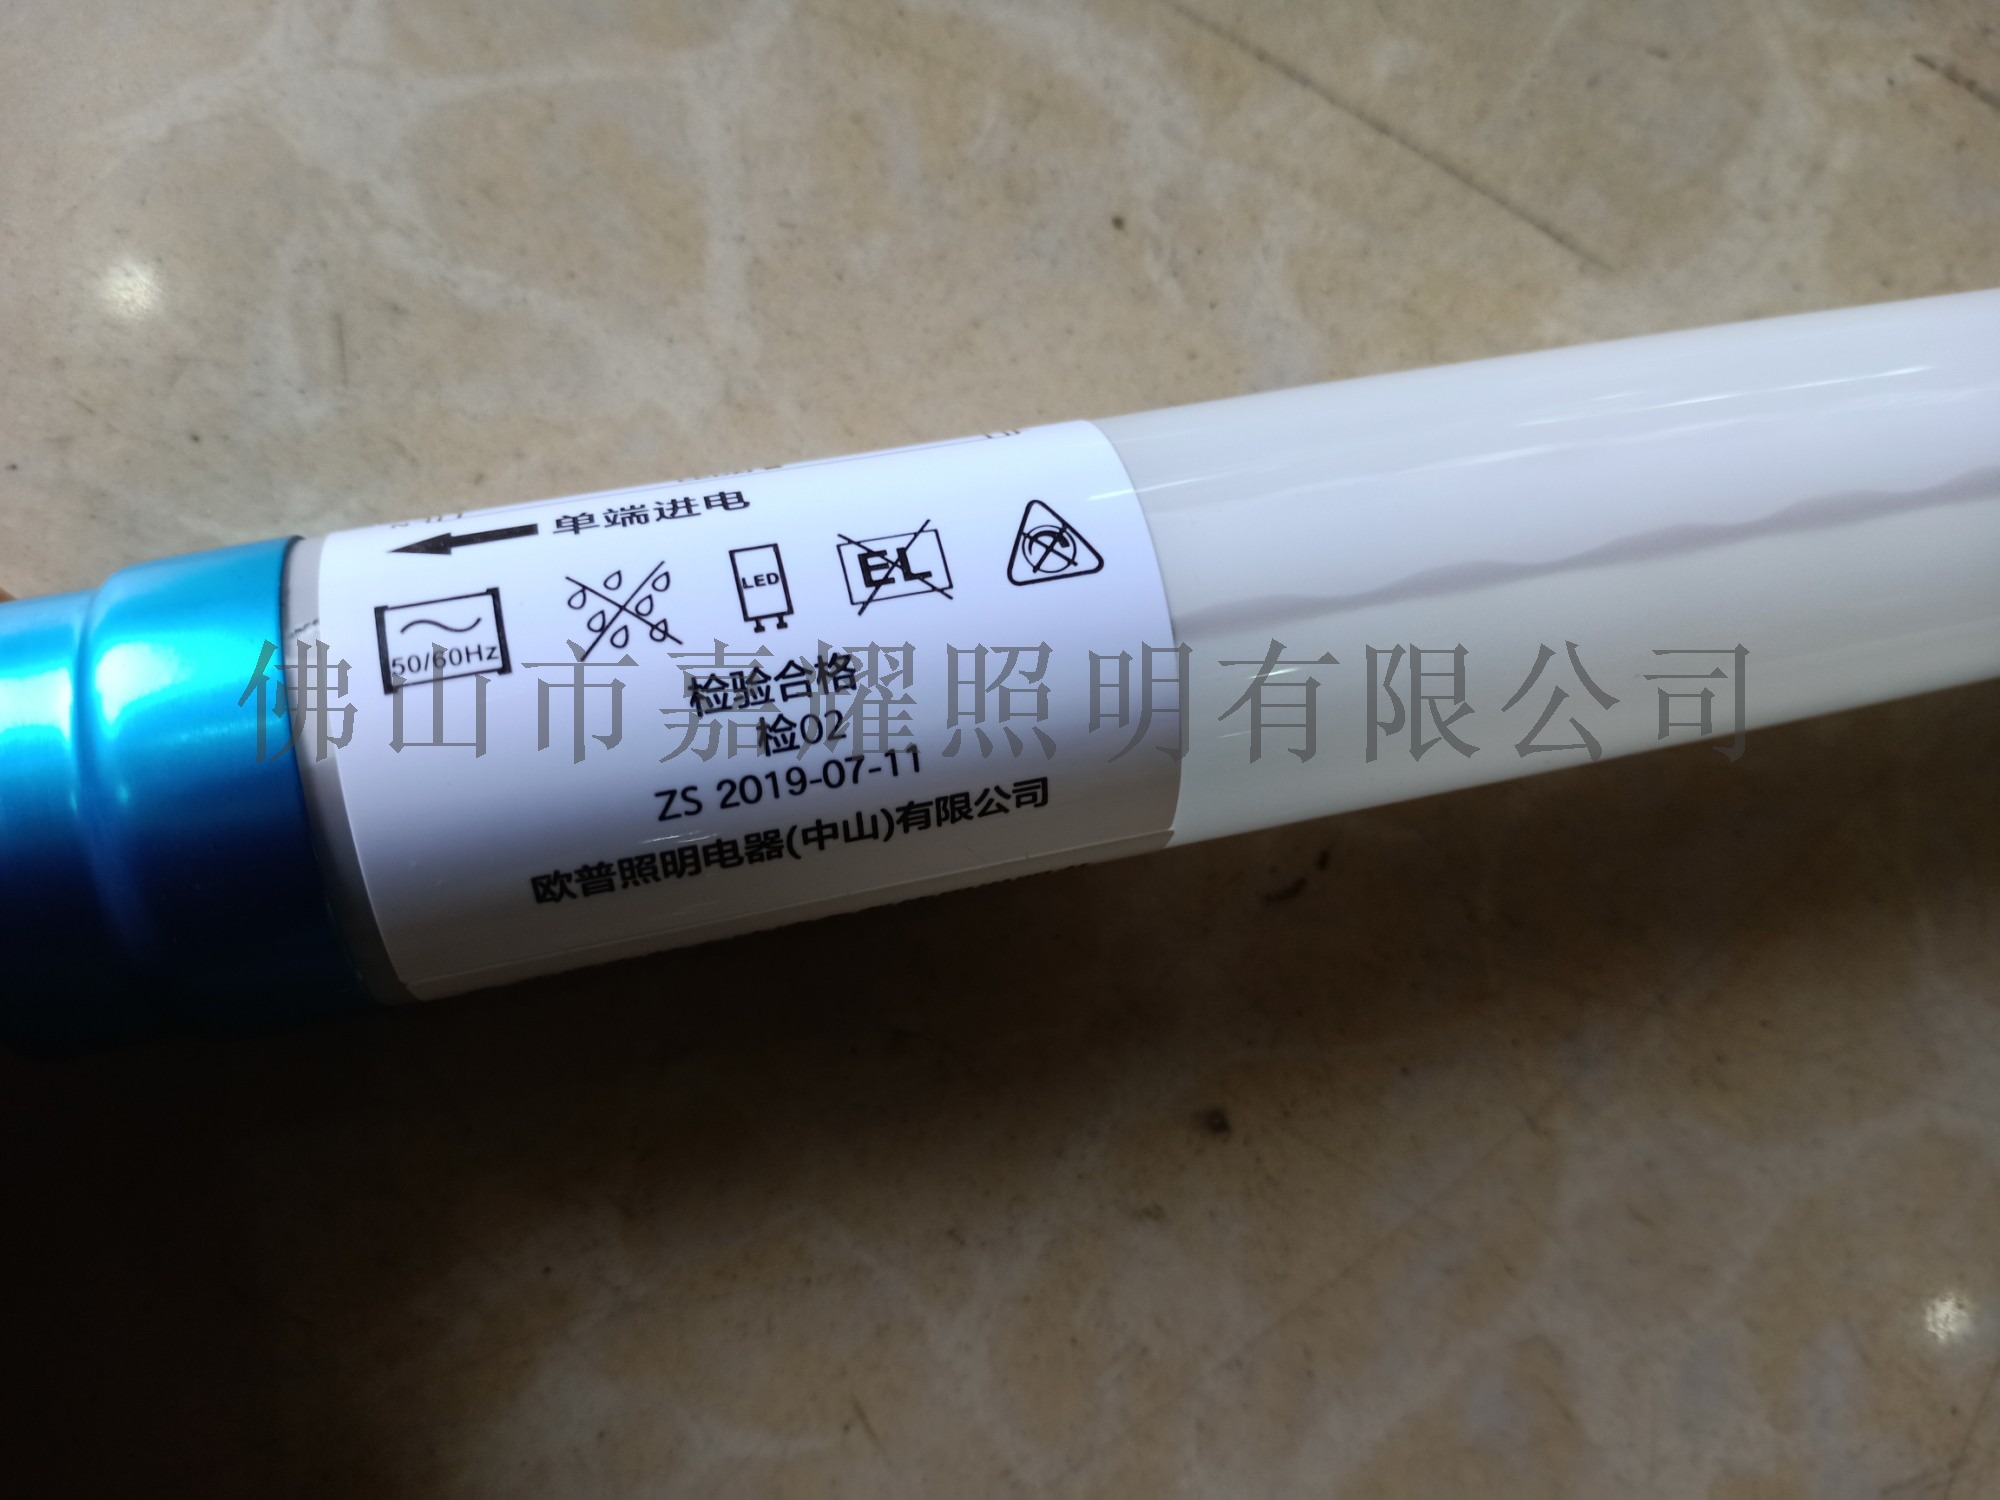 单端进电
50/60Hz
LED
EL
检验合格
检02
ZS 2019-07-11
欧普照明电器(中山)有限公司
佛山市嘉耀照明有限公司